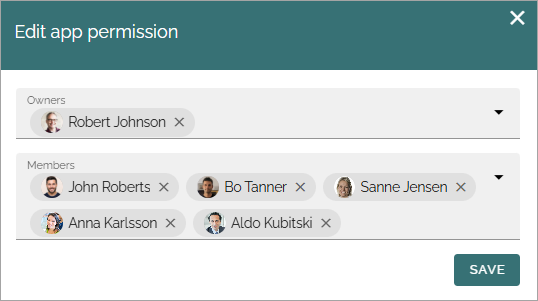 Edit app permission
Owners
Robert Johnson
Members
John Roberts Bo Tanner Sanne Jensen
Anna Karlsson Aldo Kubitski
SAVE